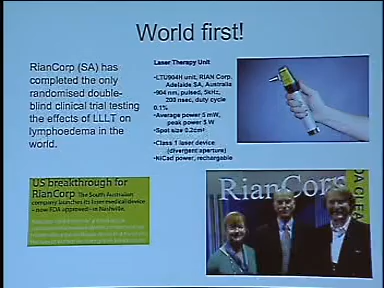 World first!
RianCorp (SA) has
completed the only
randomised double-
blind clinical trial testing
the effects of LLLT on
lymphoedema in the
world.
Laser Therapy Unit
•LTU904H unit, RIAN Corp.
Adelaide SA, Australia
•904 nm, pulsed, 5kHz,
200 nsec, duty cycle
0.1%
•Average power 5 mW,
peak power 5 W
•Spot size 0.2cm²
•Class 1 laser device
(divergent aperture)
•NiCad power, rechargable
US breakthrough for
RianCorp The South Australian
company launches its laser medical device
– now FDA approved – in Nashville.
RianCorp